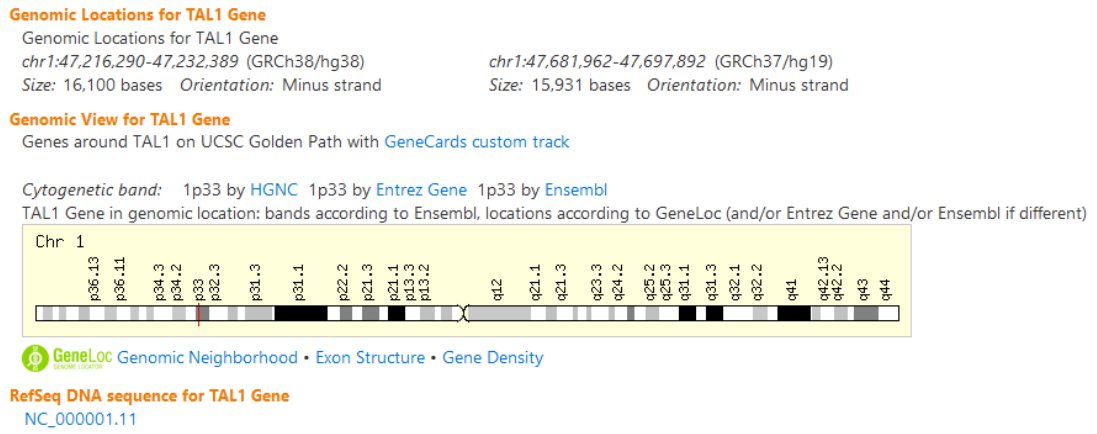 Genomic Locations for TAL1 Gene
Genomic Locations for TAL1 Gene
chr1:47,216,290-47,232,389 (GRCh38/hg38) chr1:47,681,962-47,697,892 (GRCh37/hg19)
Size: 16,100 bases Orientation: Minus strand Size: 15,931 bases Orientation: Minus strand
Genomic View for TAL1 Gene
Genes around TAL1 on UCSC Golden Path with GeneCards custom track
Cytogenetic band: 1p33 by HGNC 1p33 by Entrez Gene 1p33 by Ensembl
TAL1 Gene in genomic location: bands according to Ensembl, locations according to GeneLoc (and/or Entrez Gene and/or Ensembl if different)
Chr 1
p36.13 p36.11 p34.3 p34.2 p33 p32.3 p31.3 p31.1 p22.2 p21.3 p21.1 p13.3 p13.2 q12 q21.1 q21.3 q23.3 q24.2 q25.2 q25.3 q31.1 q31.3 q32.1 q32.2 q41 q42.13 q42.2 q43 q44
GeneLoc Genomic Neighborhood • Exon Structure • Gene Density
GENOME LOCATOR
RefSeq DNA sequence for TAL1 Gene
NC_000001.11